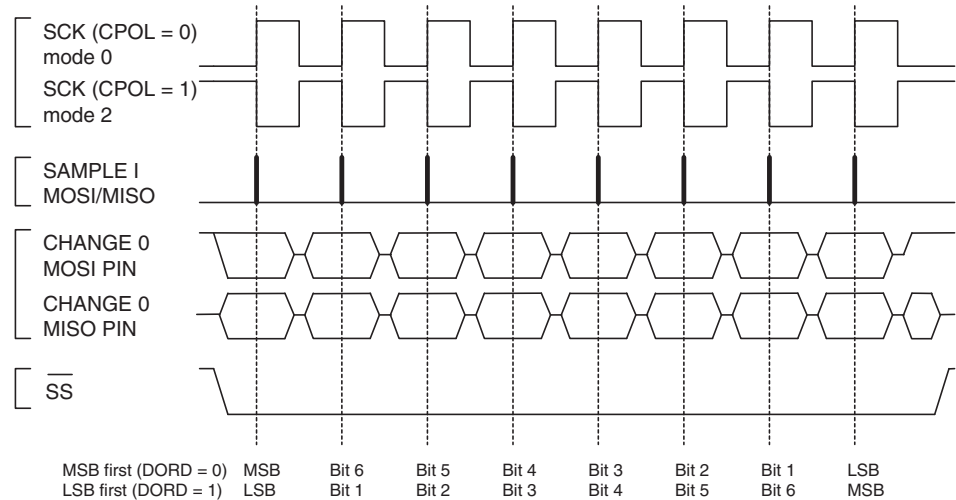 SCK (CPOL = 0)
mode 0
SCK (CPOL = 1)
mode 2
SAMPLE I
MOSI/MISO
CHANGE 0
MOSI PIN
CHANGE 0
MISO PIN
SS
MSB first (DORD = 0) MSB Bit 6 Bit 5 Bit 4 Bit 3 Bit 2 Bit 1 LSB
LSB first (DORD = 1) LSB Bit 1 Bit 2 Bit 3 Bit 4 Bit 5 Bit 6 MSB